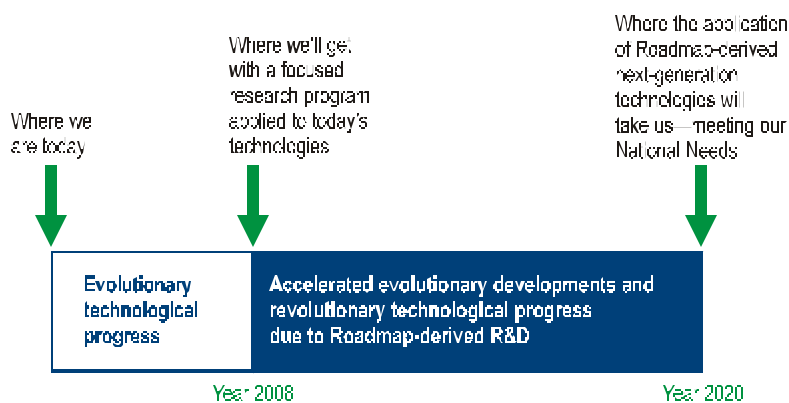 Where we
are today
Where we'll get
with a focused
research program
applied to today's
technologies
Where the application
of Roadmap-derived
next-generation
technologies will
take us—meeting our
National Needs
Evolutionary
technological
progress
Accelerated evolutionary developments and
revolutionary technological progress
due to Roadmap-derived R&D
Year 2008
Year 2020